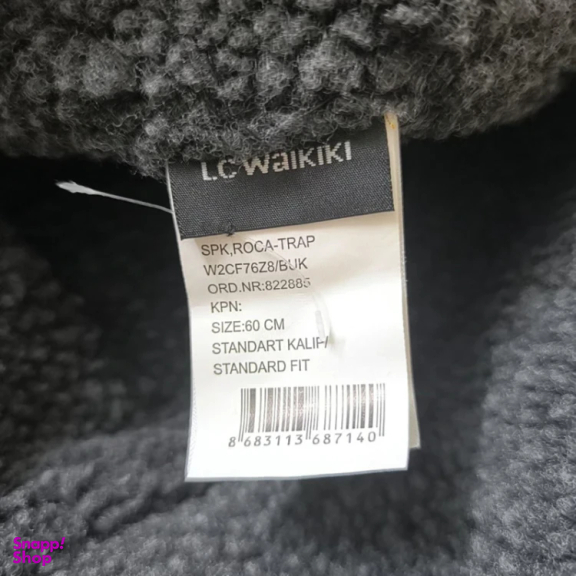 LC Waikiki
SPK,ROCA-TRAP
W2CF76Z8/BUK
ORD.NR:822885
KPN:
SIZE:60 CM
STANDART KALIP
STANDARD FIT
8 683113 687140
Snapp!
Shop